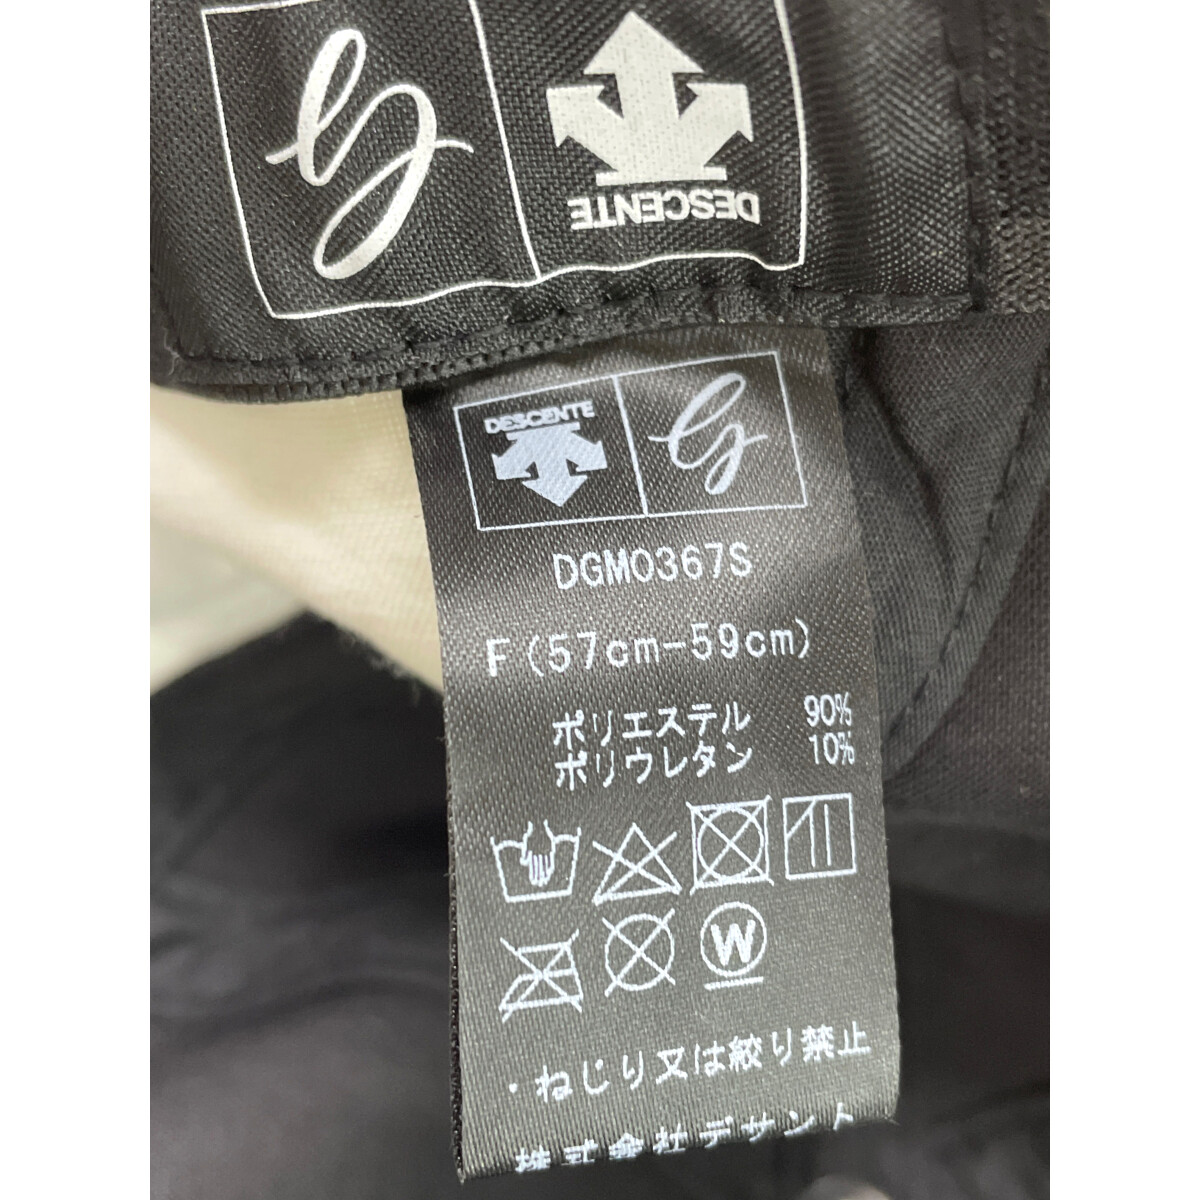 DESCENTE
DESCENTE
DGM0367S
F(57cm-59cm)
ポリエステル 90%
ポリウレタン 10%
W
・ねじり又は絞り禁止
株式会社デサント